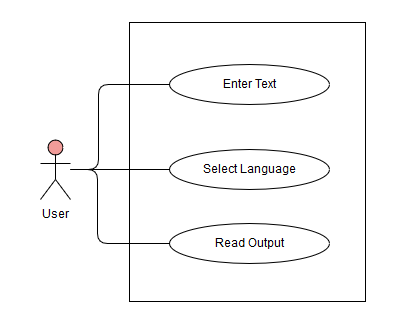 Enter Text
Select Language
User
Read Output